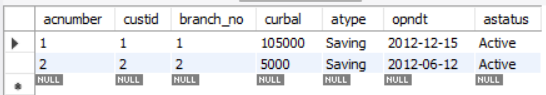 acnumber custid branch_no curbal atype opndt astatus
1 1 1 105000 Saving 2012-12-15 Active
2 2 2 5000 Saving 2012-06-12 Active
NULL NULL NULL NULL NULL NULL NULL